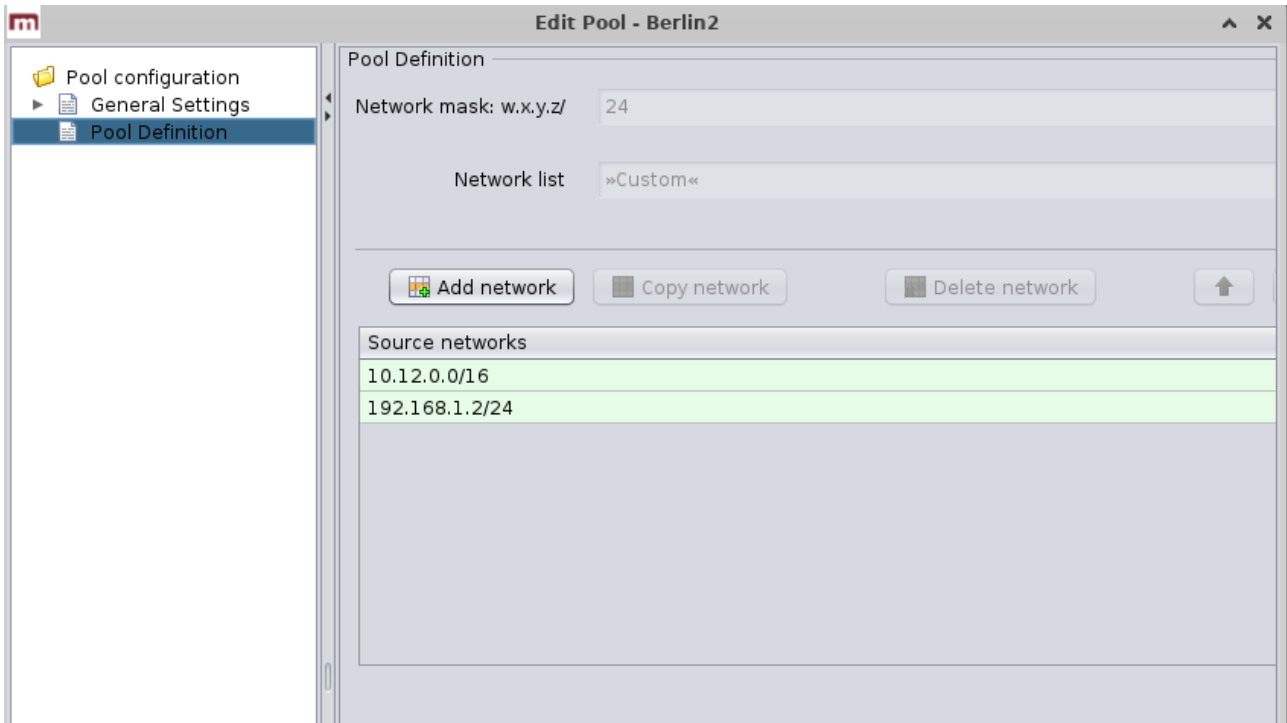 Edit Pool - Berlin2
Pool configuration
General Settings
Pool Definition
Pool Definition
Network mask: w.x.y.z/ 24
Network list »Custom«
Add network Copy network Delete network
Source networks
10.12.0.0/16
192.168.1.2/24